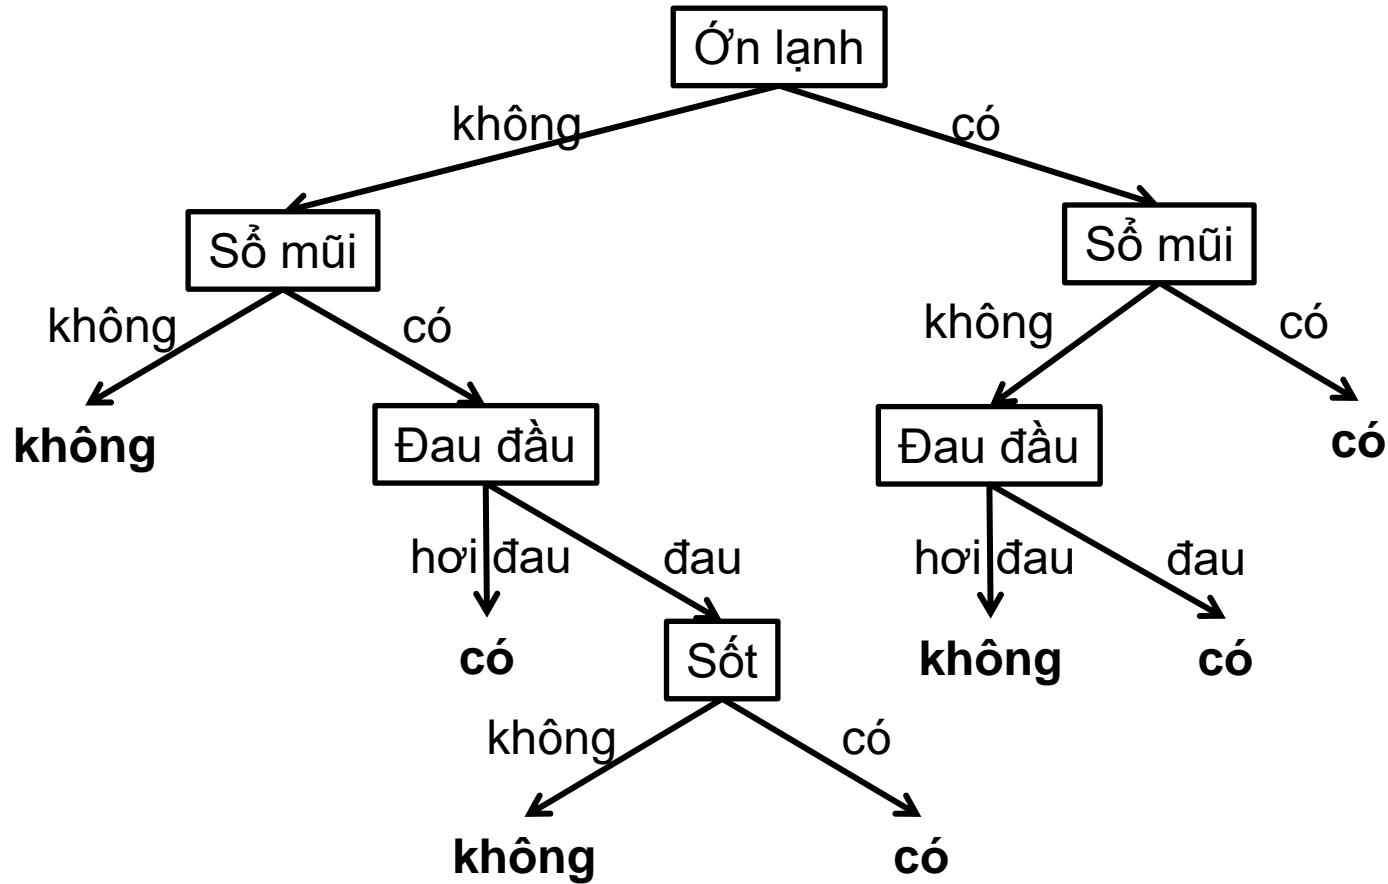 Ớn lạnh
không
có
Sổ mũi
Sổ mũi
không
có
không
có
không
Đau đầu
Đau đầu
có
hơi đau
đau
hơi đau
đau
có
Sốt
không
có
không
có
không
có